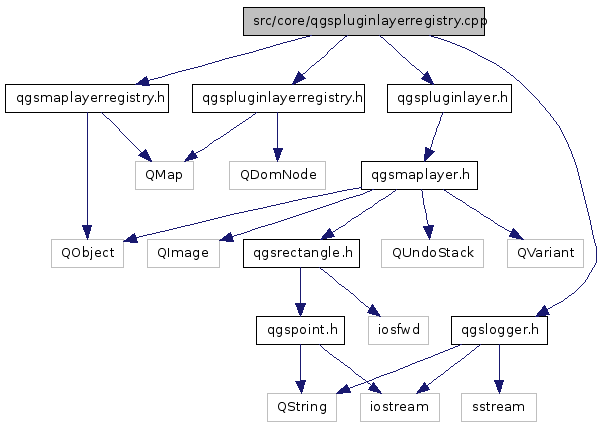 src/core/qgspluginlayerregistry.cpp
qgsmaplayerregistry.h
qgspluginlayerregistry.h
qgspluginlayer.h
QMap
QDomNode
qgsmaplayer.h
QObject
QImage
qgsrectangle.h
QUndoStack
QVariant
qgspoint.h
iosfwd
qgslogger.h
QString
iostream
sstream